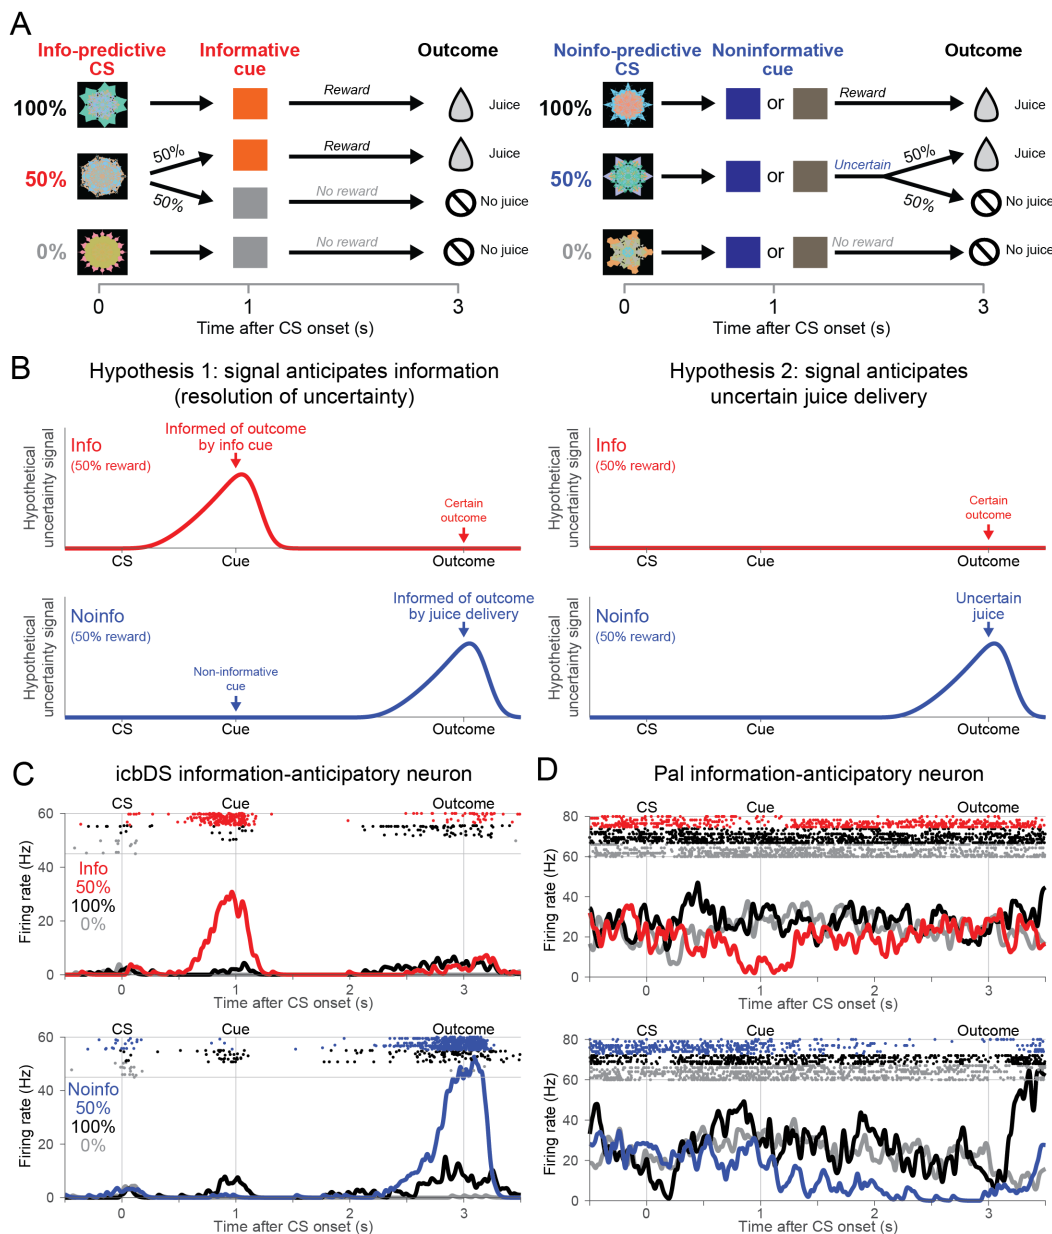 A
Info-predictive CS
Informative cue
Outcome
Noinfo-predictive CS
Noninformative cue
Outcome
100%
Reward
Juice
50%
50%
50%
Reward
Juice
No reward
No juice
0%
No reward
No juice
0
1
3
Time after CS onset (s)
100%
or
Reward
Juice
50%
or
Uncertain
50%
50%
Juice
No juice
0%
or
No reward
No juice
0
1
3
Time after CS onset (s)
B
Hypothesis 1: signal anticipates information
(resolution of uncertainty)
Hypothetical
uncertainty signal
Info
(50% reward)
Informed of outcome
by info cue
Certain
outcome
CS
Cue
Outcome
Hypothetical
uncertainty signal
Noinfo
(50% reward)
Non-informative
cue
Informed of outcome
by juice delivery
CS
Cue
Outcome
Hypothesis 2: signal anticipates
uncertain juice delivery
Hypothetical
uncertainty signal
Info
(50% reward)
Certain
outcome
CS
Cue
Outcome
Hypothetical
uncertainty signal
Noinfo
(50% reward)
Uncertain
juice
CS
Cue
Outcome
C
icbDS information-anticipatory neuron
CS
Cue
Outcome
60
40
20
0
Firing rate (Hz)
Info
50%
100%
0%
0
1
2
3
Time after CS onset (s)
CS
Cue
Outcome
60
40
20
0
Firing rate (Hz)
Noinfo
50%
100%
0%
0
1
2
3
Time after CS onset (s)
D
Pal information-anticipatory neuron
CS
Cue
Outcome
80
60
40
20
0
Firing rate (Hz)
0
1
2
3
Time after CS onset (s)
CS
Cue
Outcome
80
60
40
20
0
Firing rate (Hz)
0
1
2
3
Time after CS onset (s)